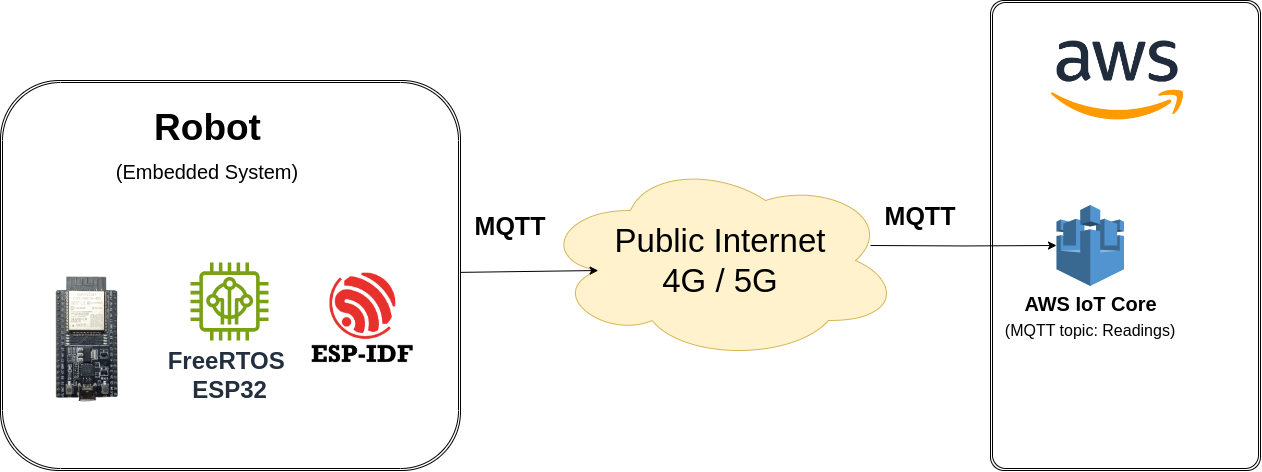 Robot
(Embedded System)
FreeRTOS
ESP32
ESP-IDF
MQTT
Public Internet
4G / 5G
MQTT
aws
AWS IoT Core
(MQTT topic: Readings)